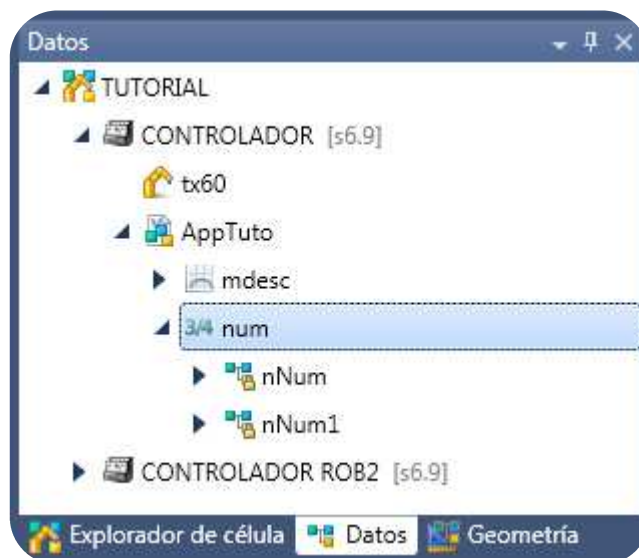 Datos
TUTORIAL
CONTROLADOR [s6.9]
tx60
AppTuto
mdesc
3/4 num
nNum
nNum1
CONTROLADOR ROB2 [s6.9]
Explorador de célula Datos Geometría